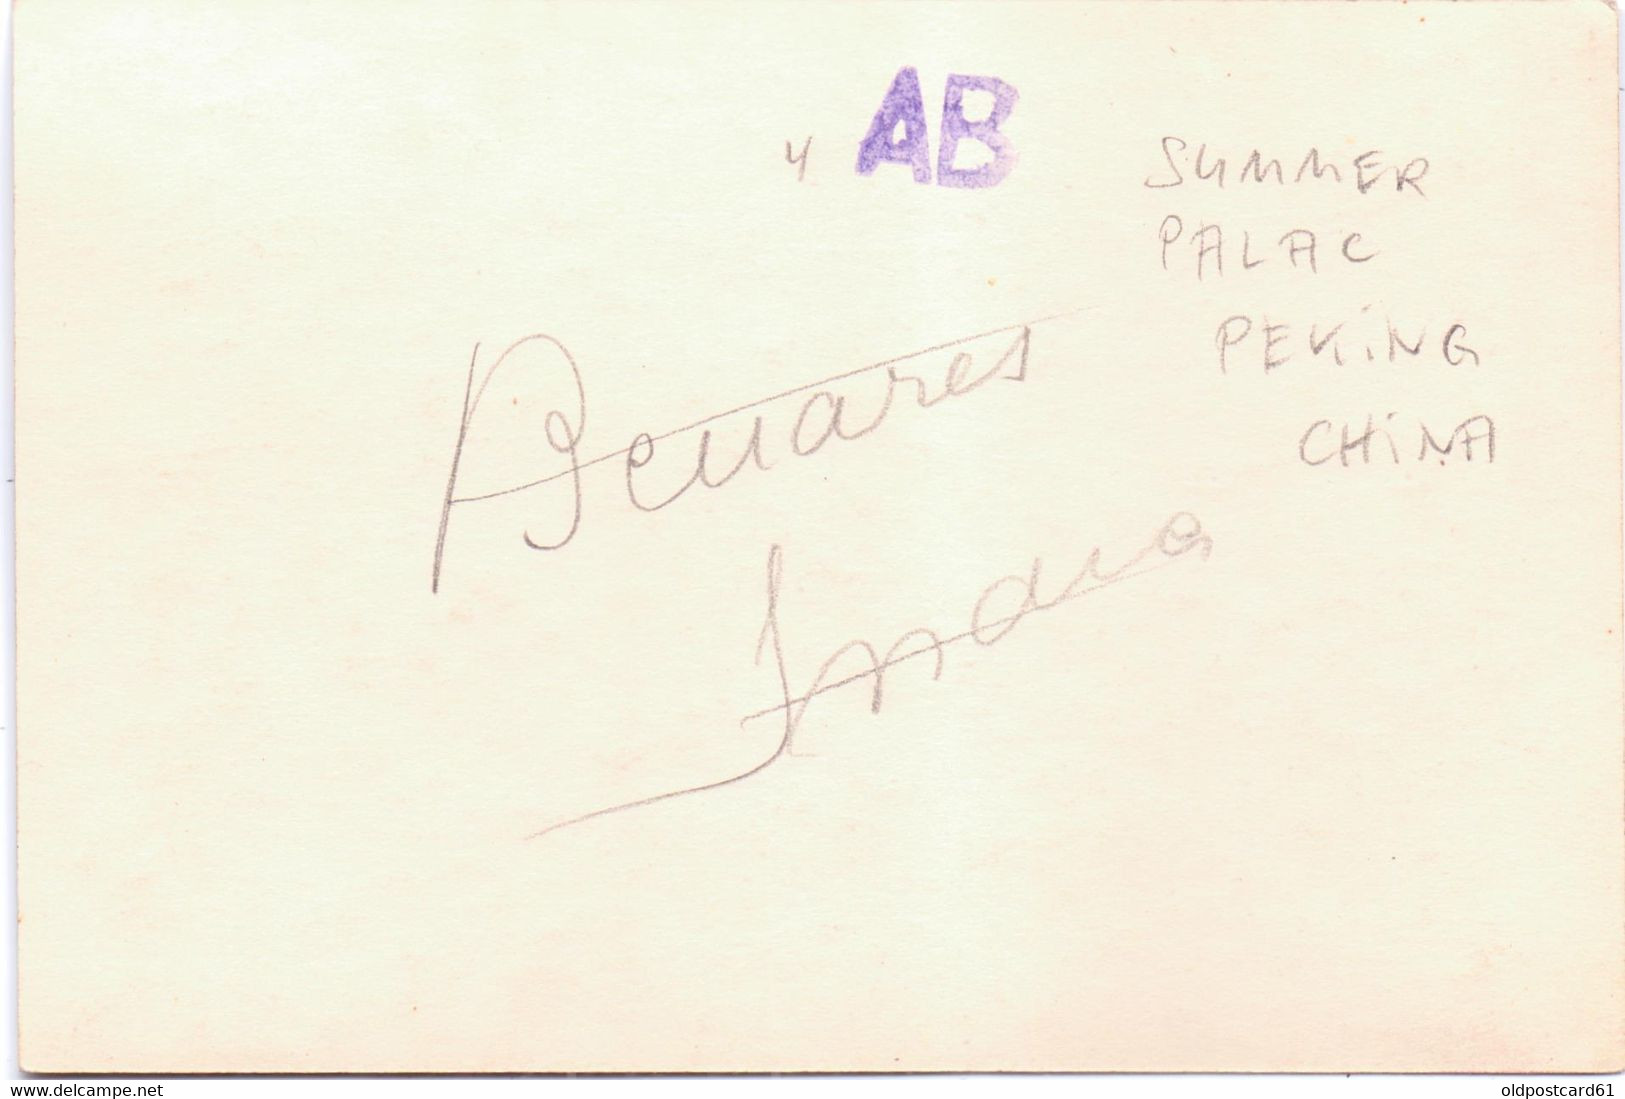 4 AB
SUMMER
PALAC
PEKING
CHINA
Benares
India
www.delcampe.net
oldpostcard61